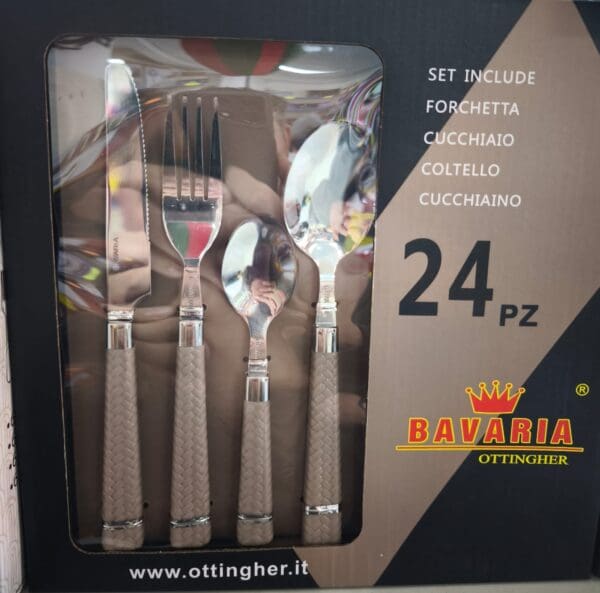 SET INCLUDE
FORCHETTA
CUCCHIAIO
COLTELLO
CUCCHIAINO
24 PZ
BAVARIA ®
OTTINGHER
www.ottingher.it